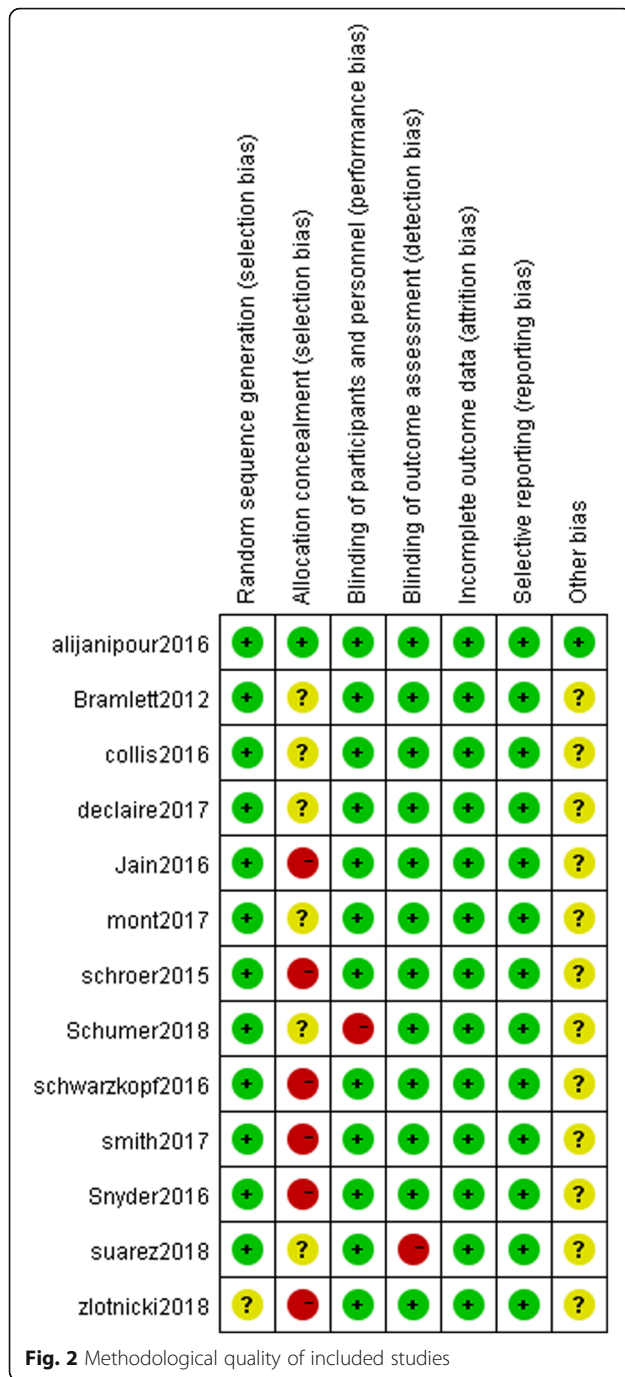 Random sequence generation (selection bias)
Allocation concealment (selection bias)
Blinding of participants and personnel (performance bias)
Blinding of outcome assessment (detection bias)
Incomplete outcome data (attrition bias)
Selective reporting (reporting bias)
Other bias
alijanipour2016 + + + + + + +
Bramlett2012 + ? + + + + ?
collis2016 + ? + + + + ?
declaire2017 + ? + + + + ?
Jain2016 + - + + + + ?
mont2017 + ? + + + + ?
schroer2015 + - + + + + ?
Schumer2018 + ? - + + + ?
schwarzkopf2016 + - + + + + ?
smith2017 + - + + + + ?
Snyder2016 + - + + + + ?
suarez2018 + ? + - + + ?
zlotnicki2018 ? - + + + + ?
Fig. 2 Methodological quality of included studies